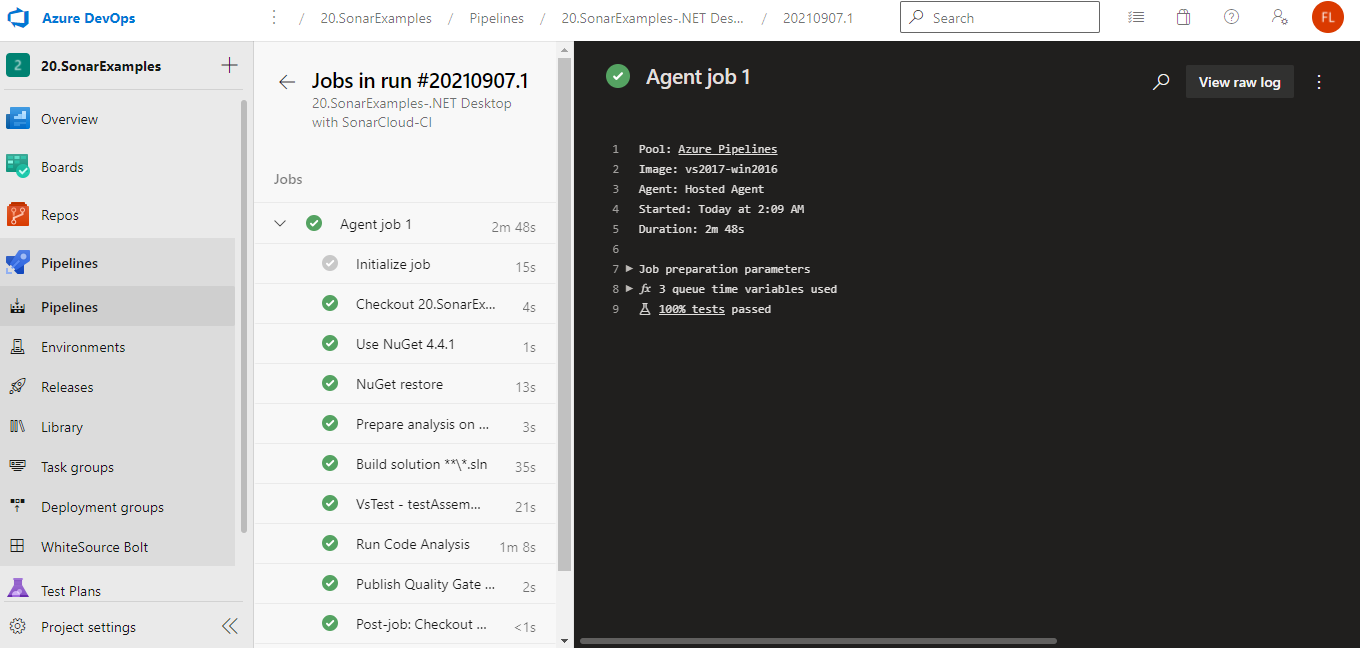 Azure DevOps
/ 20.SonarExamples / Pipelines / 20.SonarExamples-.NET Des... / 20210907.1
Search
FL
2 20.SonarExamples
Overview
Boards
Repos
Pipelines
Pipelines
Environments
Releases
Library
Task groups
Deployment groups
WhiteSource Bolt
Test Plans
Project settings
Jobs in run #20210907.1
20.SonarExamples-.NET Desktop
with SonarCloud-CI
Jobs
Agent job 1 2m 48s
Initialize job 15s
Checkout 20.SonarEx... 4s
Use NuGet 4.4.1 1s
NuGet restore 13s
Prepare analysis on ... 3s
Build solution **\*.sln 35s
VsTest - testAssem... 21s
Run Code Analysis 1m 8s
Publish Quality Gate ... 2s
Post-job: Checkout ... <1s
Agent job 1
View raw log
1 Pool: Azure Pipelines
2 Image: vs2017-win2016
3 Agent: Hosted Agent
4 Started: Today at 2:09 AM
5 Duration: 2m 48s
6
7 Job preparation parameters
8 fx 3 queue time variables used
9 100% tests passed